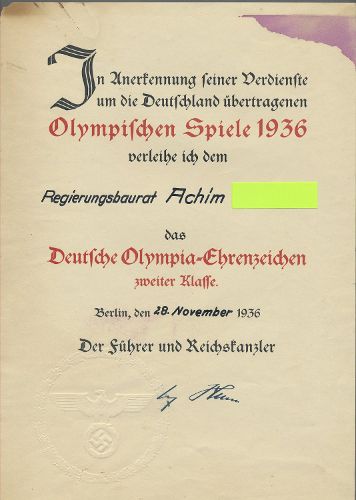 In Anerkennung seiner Verdienste
um die Deutschland übertragenen
Olympischen Spiele 1936
verleihe ich dem
Regierungsbaurat Achim
das
Deutsche Olympia-Ehrenzeichen
zweiter Klasse.
Berlin, den 28. November 1936
Der Führer und Reichskanzler